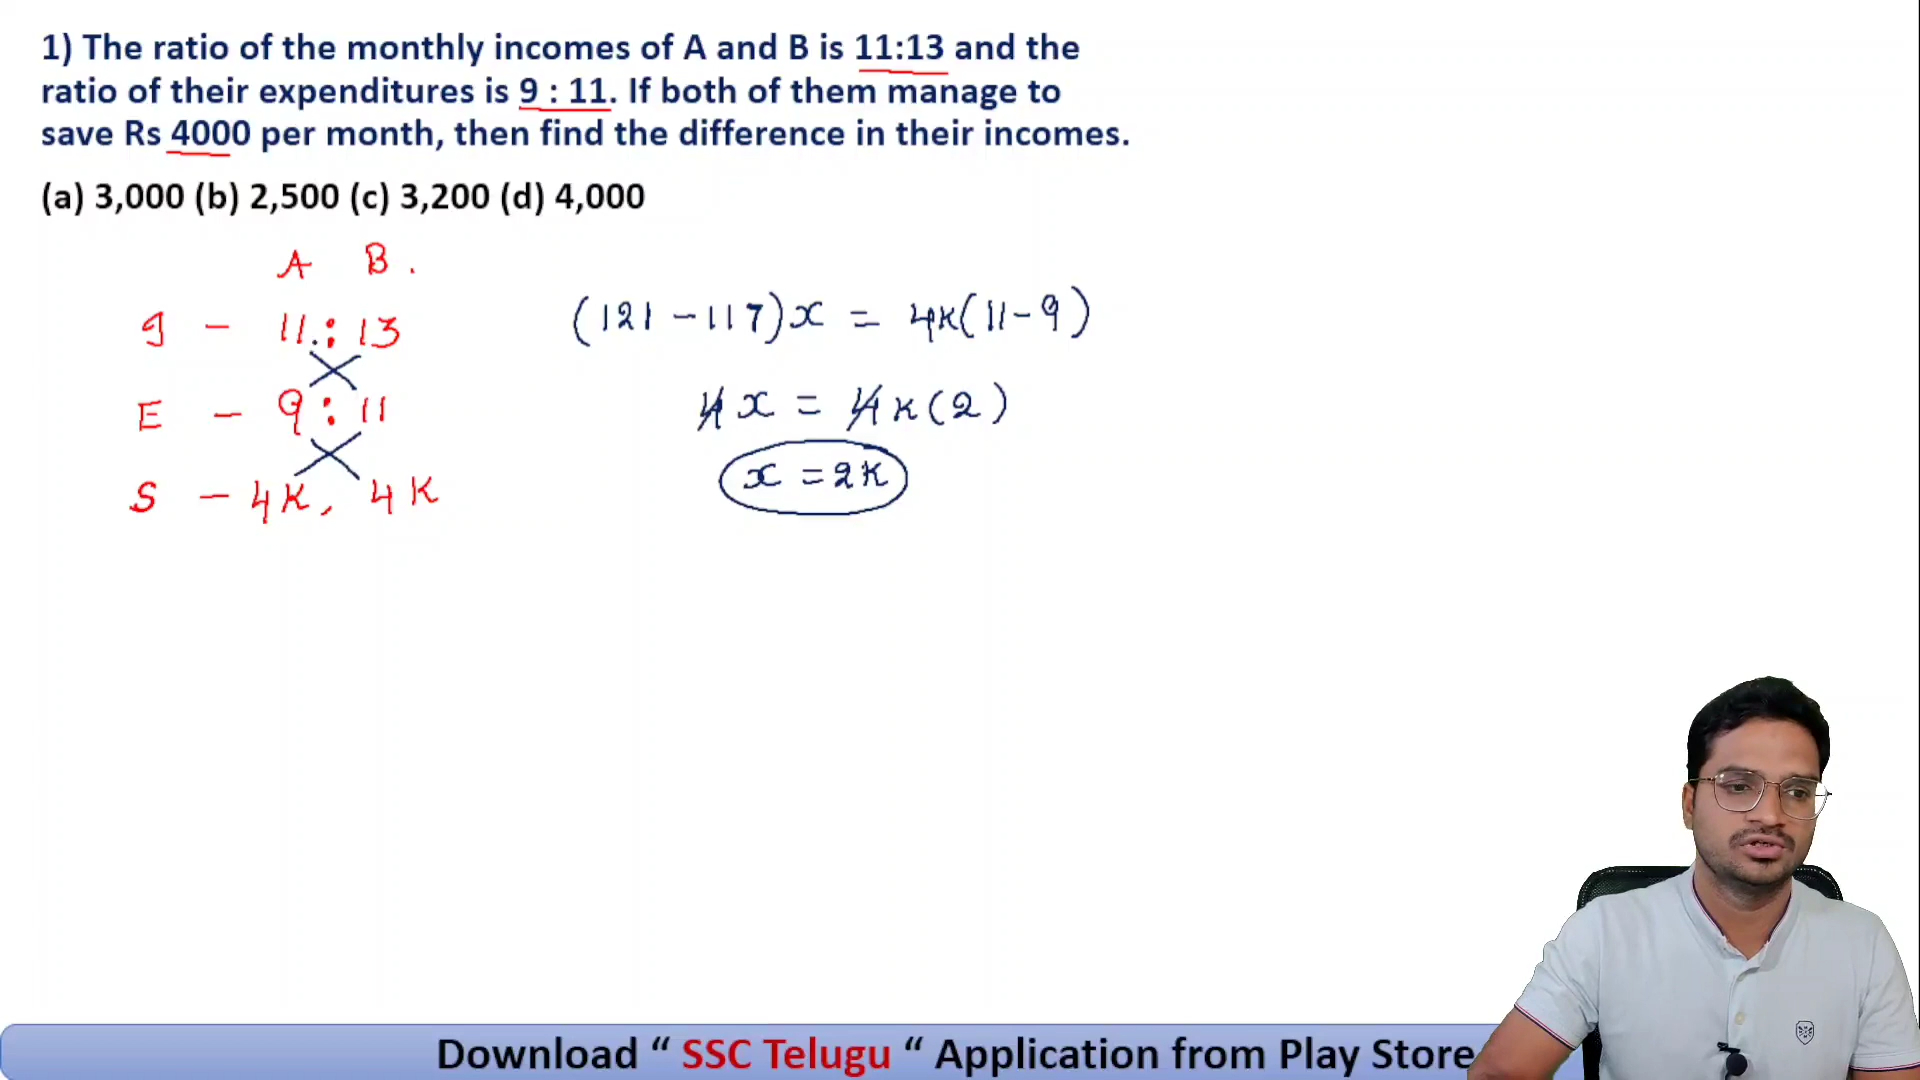 1) The ratio of the monthly incomes of A and B is 11:13 and the
ratio of their expenditures is 9 : 11. If both of them manage to
save Rs 4000 per month, then find the difference in their incomes.
(a) 3,000 (b) 2,500 (c) 3,200 (d) 4,000
A B .
I - 11 : 13
E - 9 : 11
S - 4K, 4K
(121 - 117)x = 4K(11 - 9)
4x = 4K(2)
x = 2K
Download “ SSC Telugu “ Application from Play Store